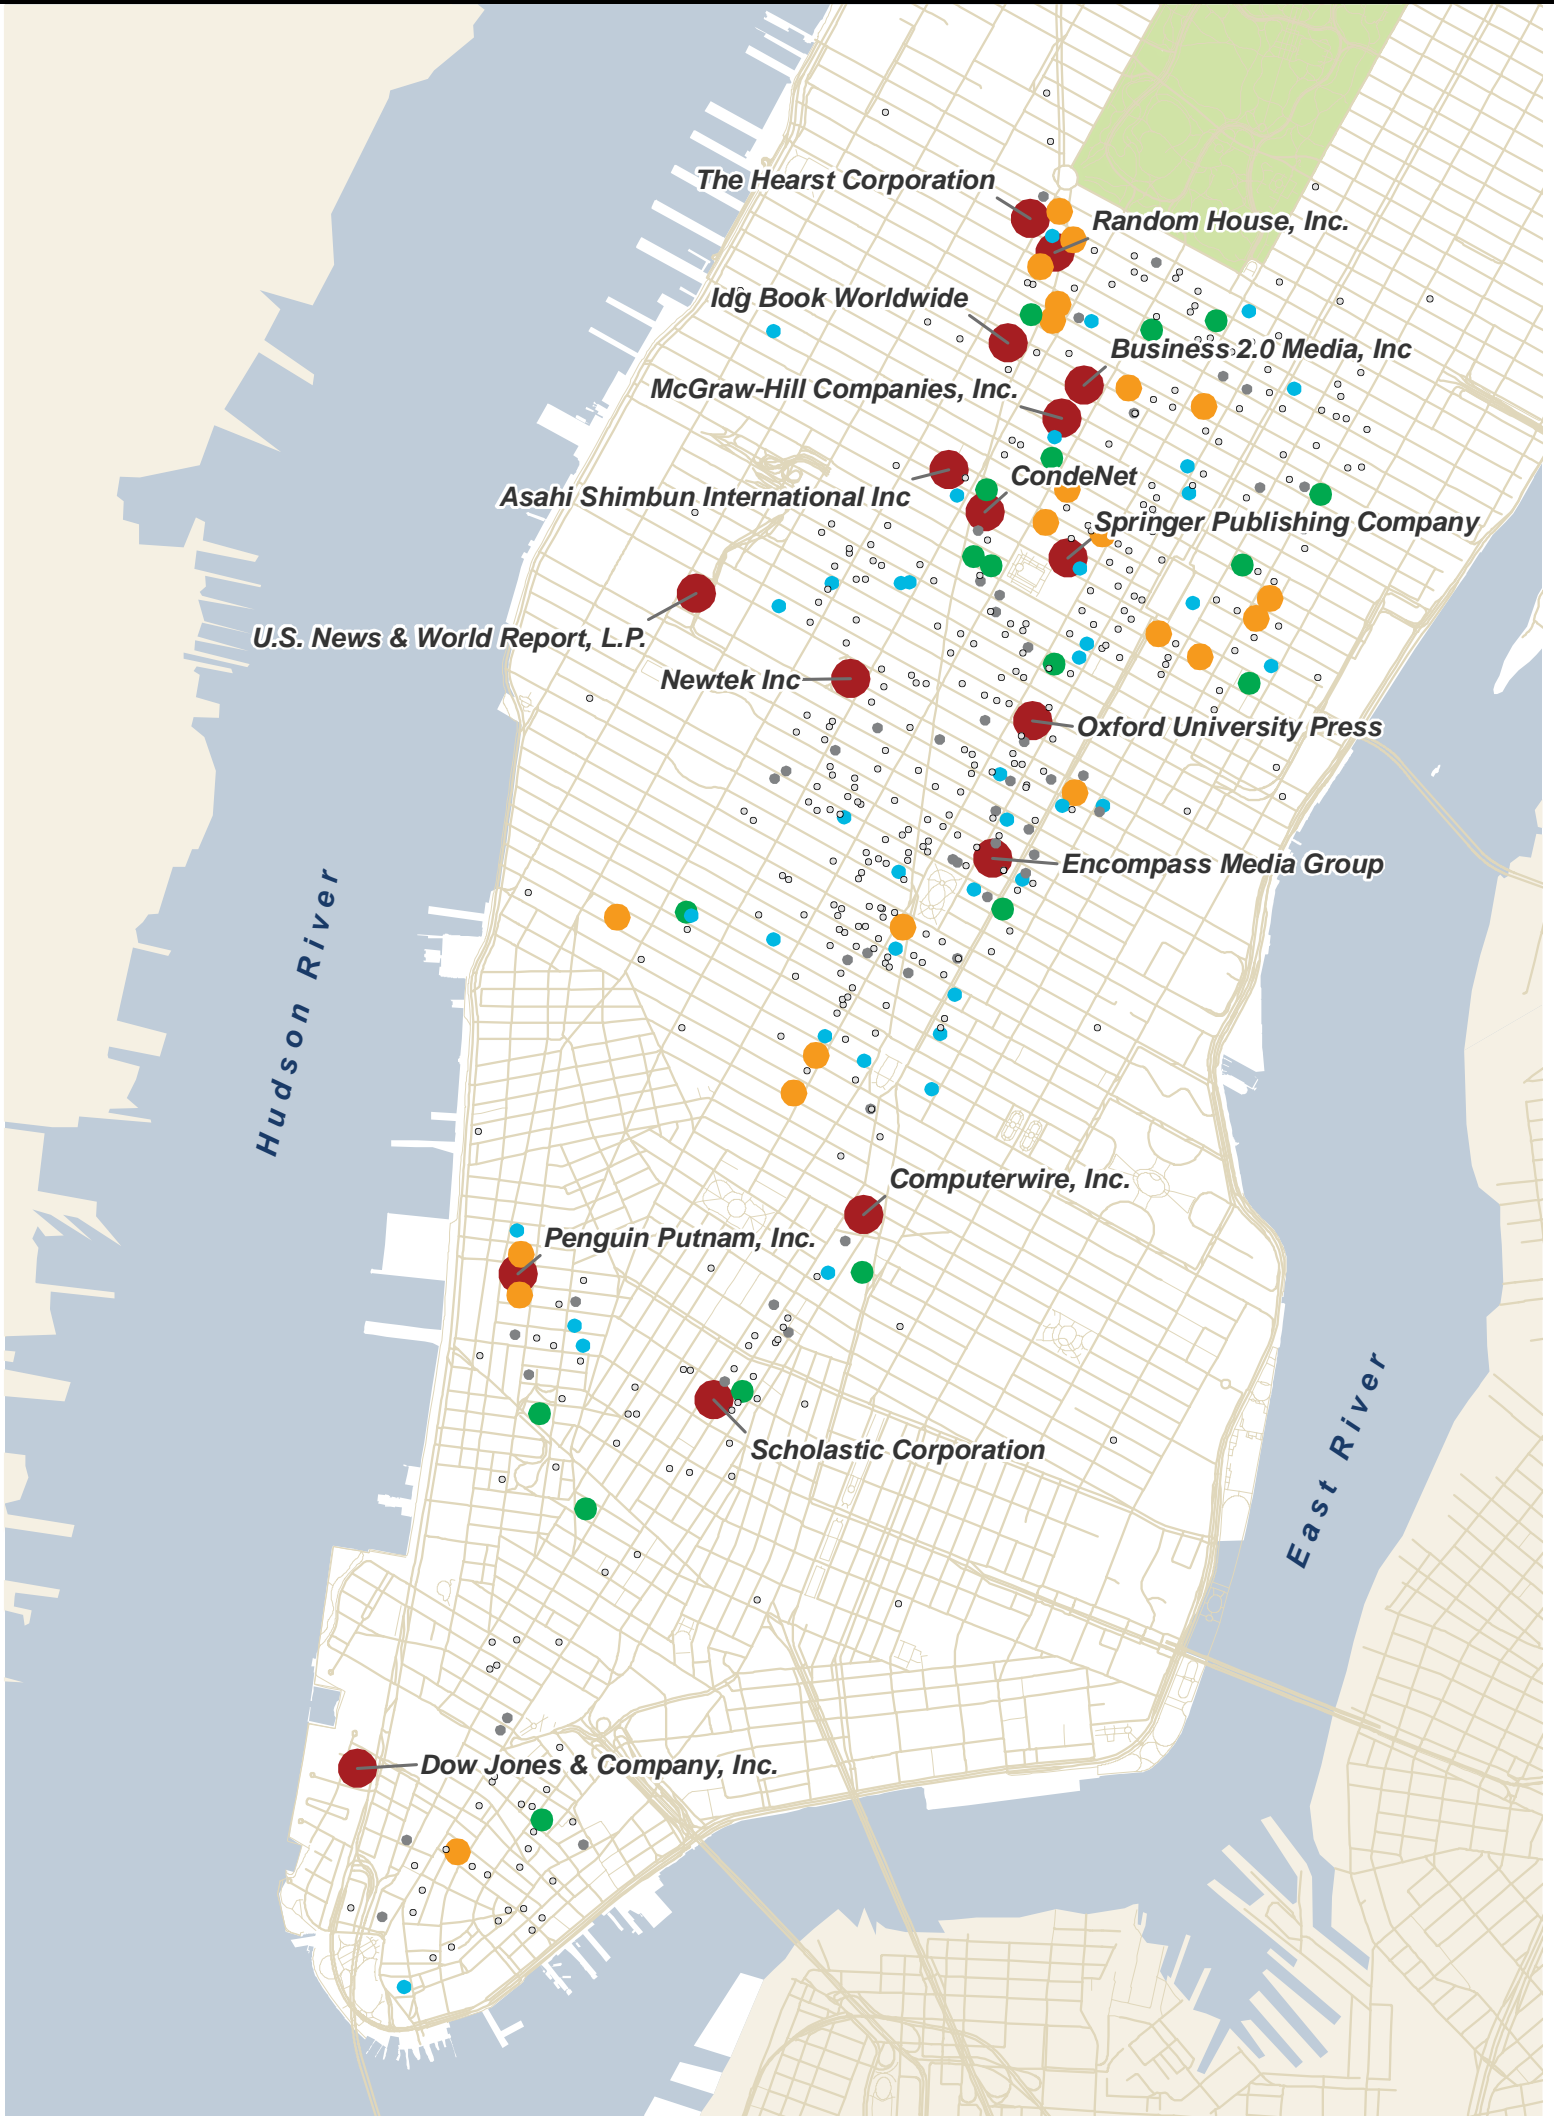 The Hearst Corporation
Random House, Inc.
Idg Book Worldwide
Business 2.0 Media, Inc
McGraw-Hill Companies, Inc.
CondeNet
Asahi Shimbun International Inc
Springer Publishing Company
U.S. News & World Report, L.P.
Newtek Inc
Oxford University Press
Encompass Media Group
Hudson River
Computerwire, Inc.
Penguin Putnam, Inc.
East River
Scholastic Corporation
Dow Jones & Company, Inc.